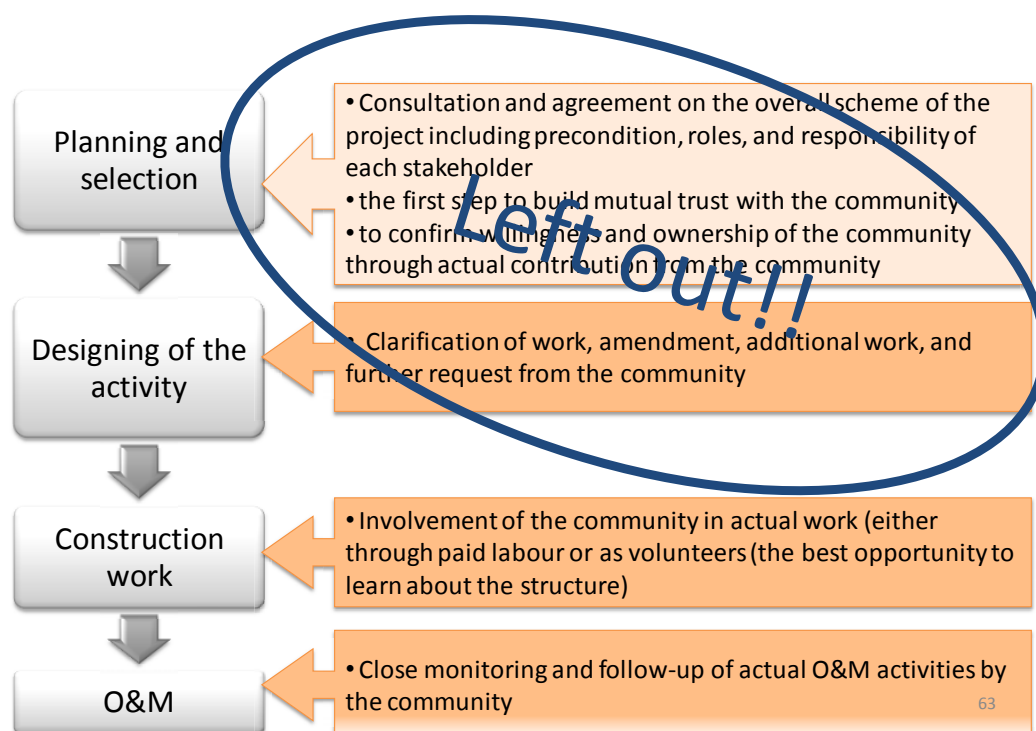 Planning and
selection
• Consultation and agreement on the overall scheme of the
project including precondition, roles, and responsibility of
each stakeholder
• the first step to build mutual trust with the community
• to confirm willingness and ownership of the community
through actual contribution from the community
Left out!!
Designing of the
activity
• Clarification of work, amendment, additional work, and
further request from the community
Construction
work
• Involvement of the community in actual work (either
through paid labour or as volunteers (the best opportunity to
learn about the structure)
O&M
• Close monitoring and follow-up of actual O&M activities by
the community
63